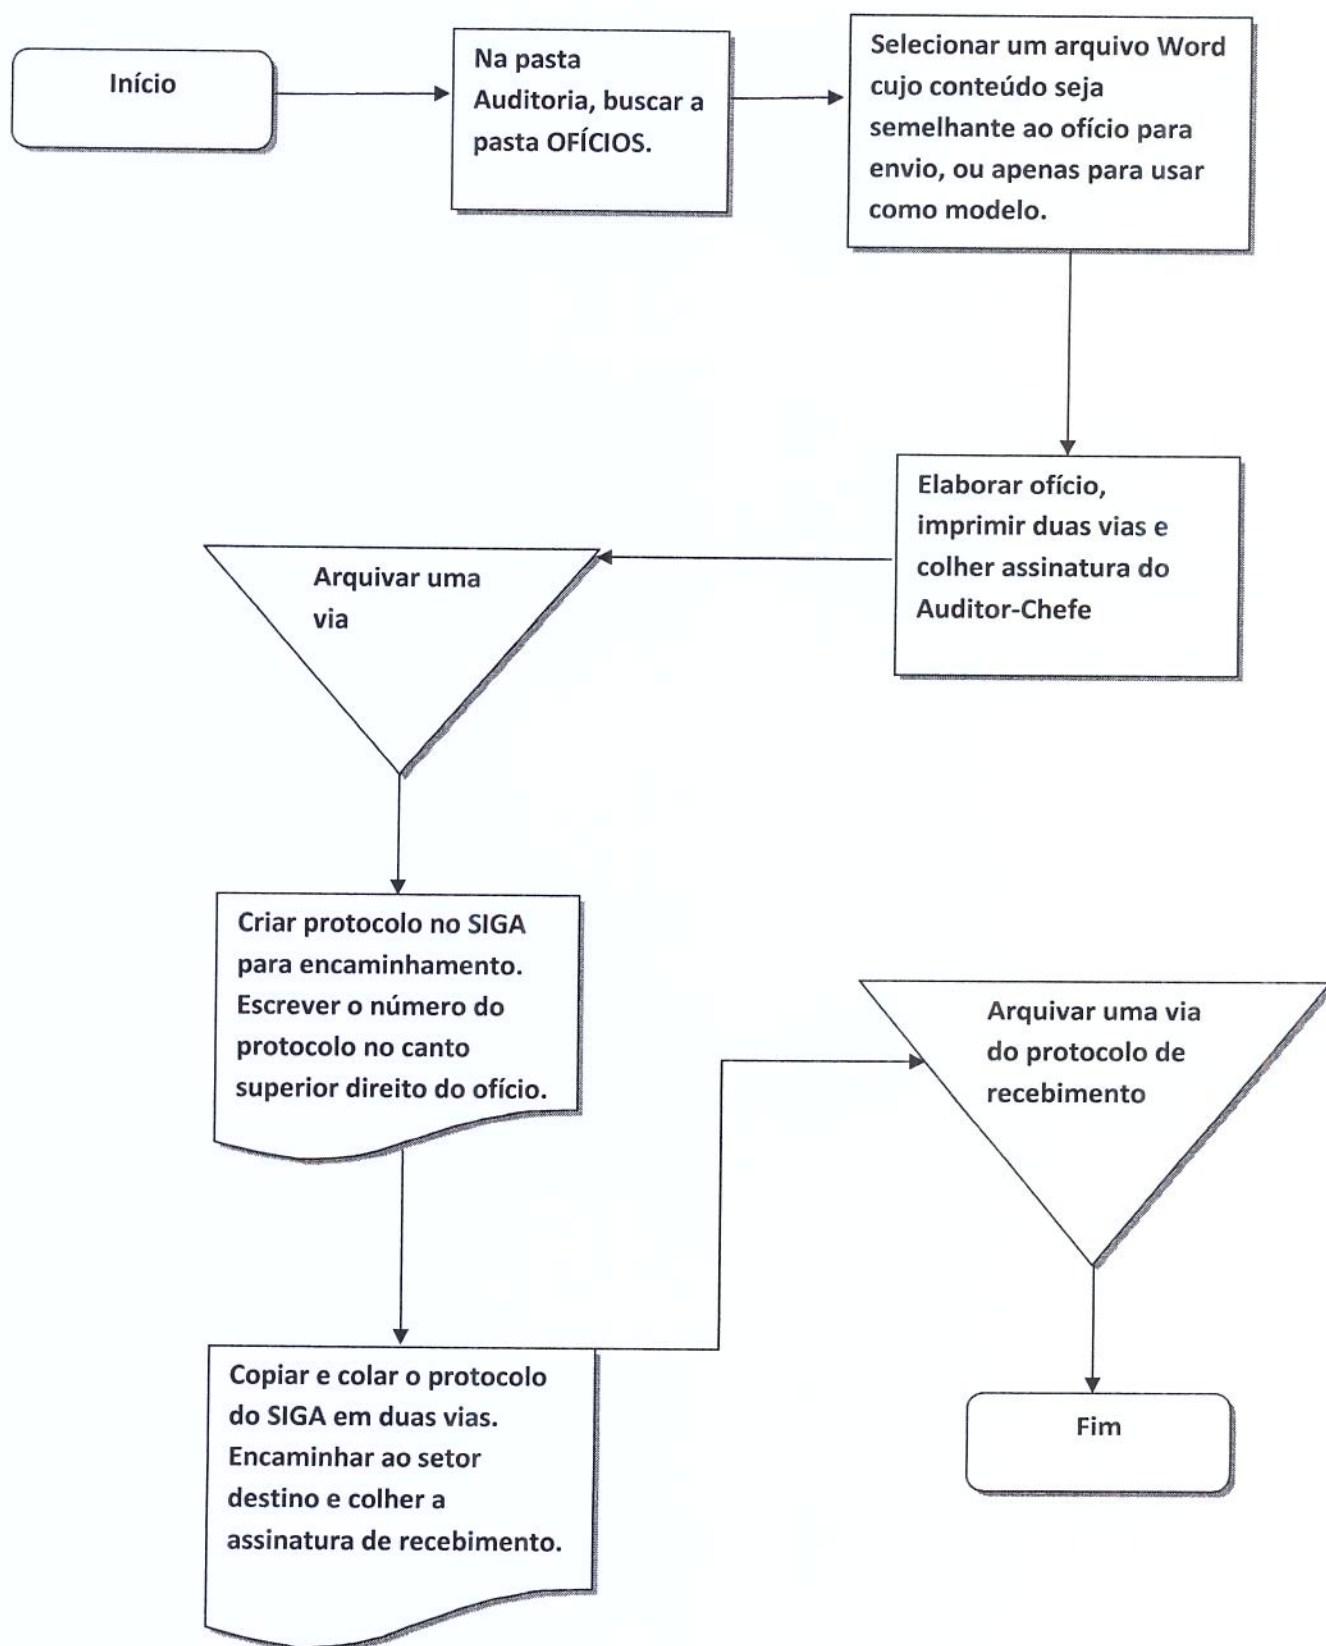 Início
Na pasta
Auditoria, buscar a
pasta OFÍCIOS.
Selecionar um arquivo Word
cujo conteúdo seja
semelhante ao ofício para
envio, ou apenas para usar
como modelo.
Elaborar ofício,
imprimir duas vias e
colher assinatura do
Auditor-Chefe
Arquivar uma
via
Criar protocolo no SIGA
para encaminhamento.
Escrever o número do
protocolo no canto
superior direito do ofício.
Copiar e colar o protocolo
do SIGA em duas vias.
Encaminhar ao setor
destino e colher a
assinatura de recebimento.
Arquivar uma via
do protocolo de
recebimento
Fim